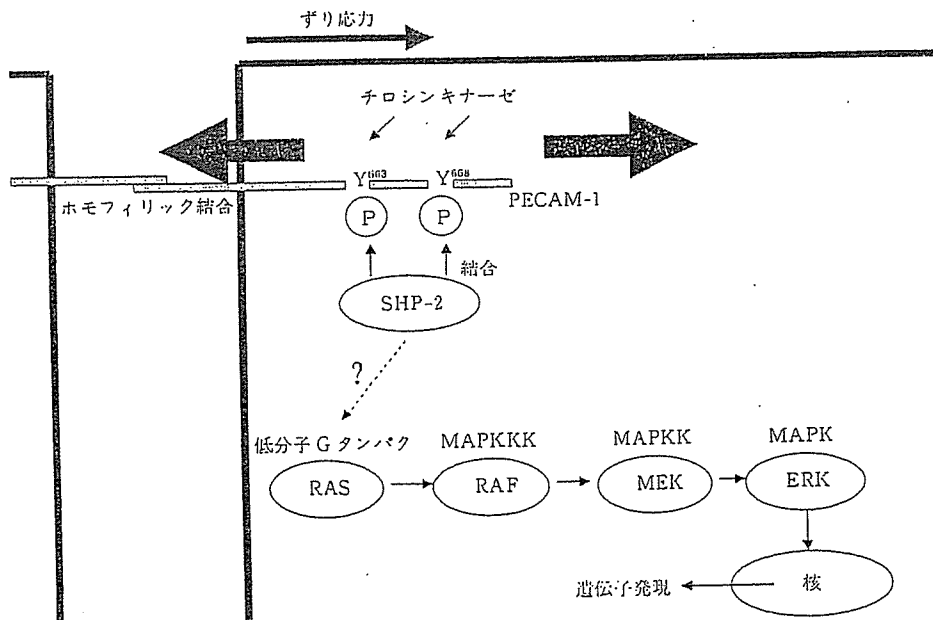 ずり応力
チロシンキナーゼ
Y663
Y668
PECAM-1
ホモフィリック結合
P
P
結合
SHP-2
?
低分子Gタンパク
MAPKKK
MAPKK
MAPK
RAS
RAF
MEK
ERK
核
遺伝子発現